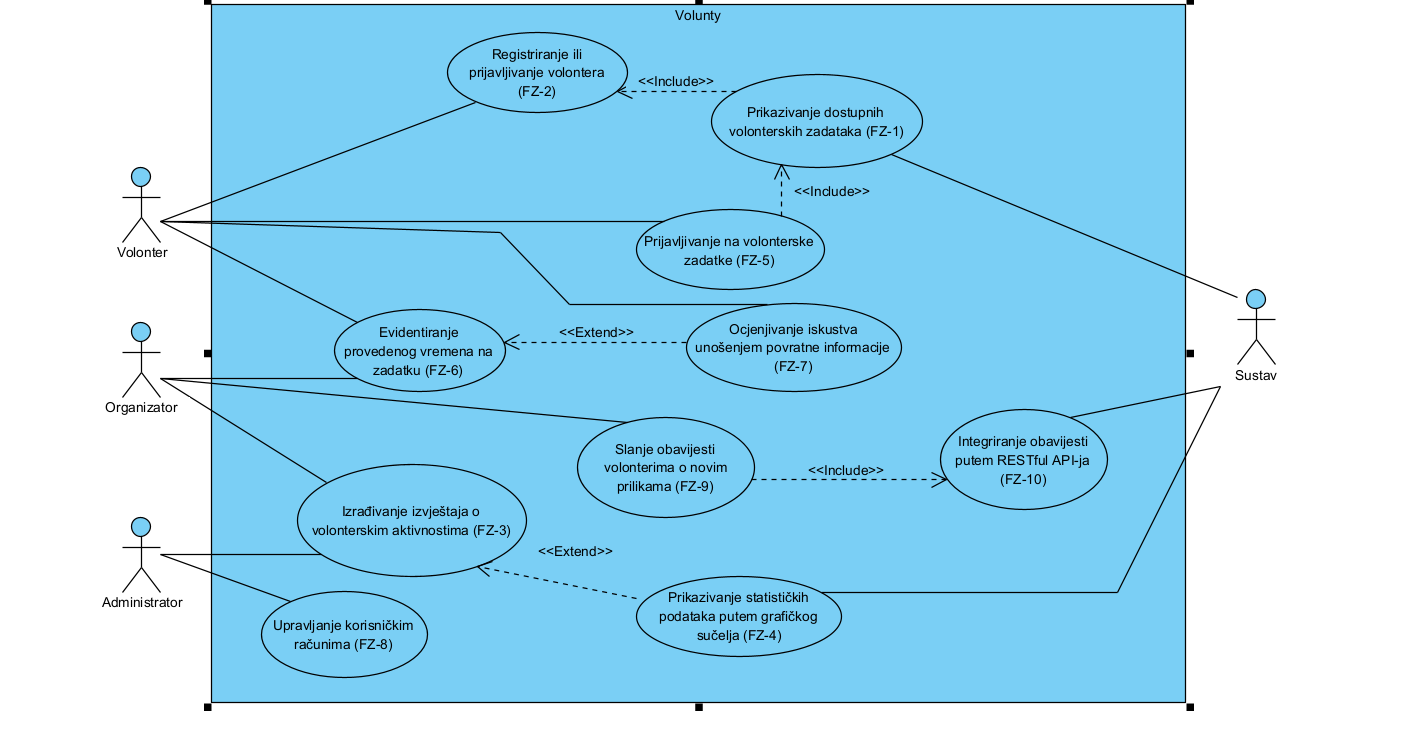 Volunty
Registriranje ili
prijavljivanje volontera
(FZ-2)
<<Include>>
Prikazivanje dostupnih
volonterskih zadataka (FZ-1)
<<Include>>
Volonter
Prijavljivanje na volonterske
zadatke (FZ-5)
Evidentiranje
provedenog vremena na
zadatku (FZ-6)
<<Extend>>
Ocjenjivanje iskustva
unošenjem povratne informacije
(FZ-7)
Sustav
Organizator
Slanje obavijesti
volonterima o novim
prilikama (FZ-9)
<<Include>>
Integriranje obavijesti
putem RESTful API-ja
(FZ-10)
Izrađivanje izvještaja o
volonterskim aktivnostima (FZ-3)
<<Extend>>
Administrator
Prikazivanje statističkih
podataka putem grafičkog
sučelja (FZ-4)
Upravljanje korisničkim
računima (FZ-8)